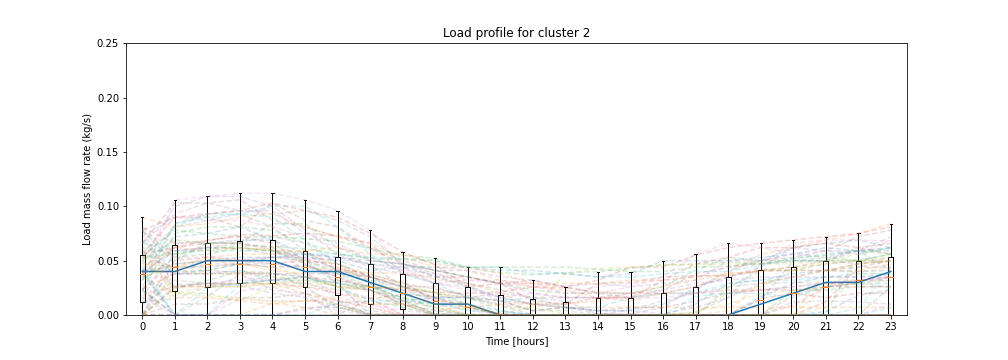 Load profile for cluster 2
Load mass flow rate (kg/s)
0.25
0.20
0.15
0.10
0.05
0.00
0 1 2 3 4 5 6 7 8 9 10 11 12 13 14 15 16 17 18 19 20 21 22 23
Time [hours]